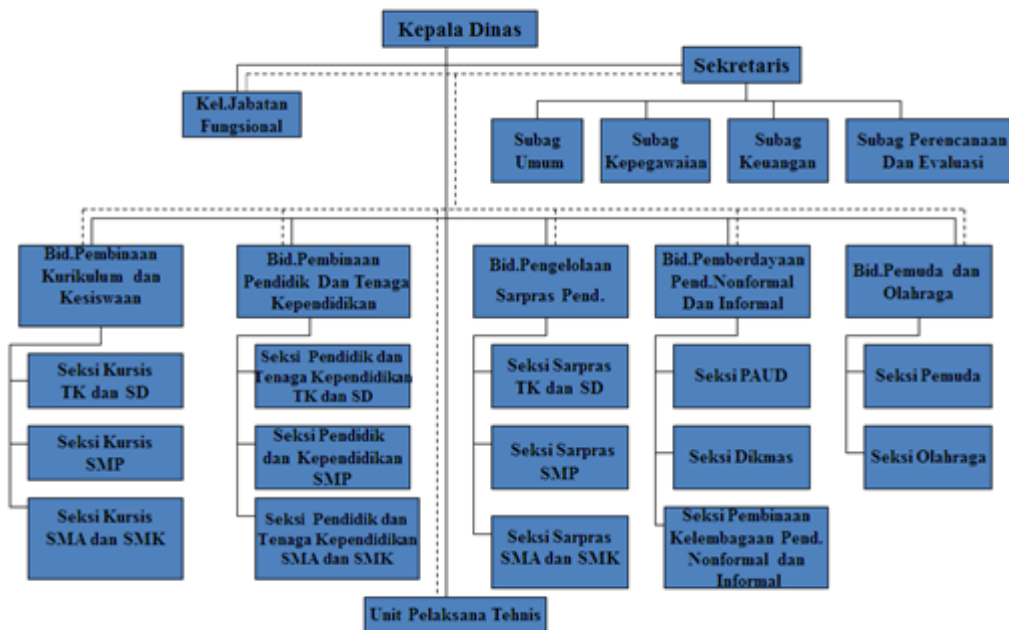 Kepala Dinas
Sekretaris
Kel.Jabatan
Fungsional
Subag
Umum
Subag
Kepegawaian
Subag
Keuangan
Subag Perencanaan
Dan Evaluasi
Bid.Pembinaan
Kurikulum dan
Kesiswaan
Bid.Pembinaan
Pendidik Dan Tenaga
Kependidikan
Bid.Pengelolaan
Sarpras Pend.
Bid.Pemberdayaan
Pend.Nonformal
Dan Informal
Bid.Pemuda dan
Olahraga
Seksi Kursis
TK dan SD
Seksi Pendidik dan
Tenaga Kependidikan
TK dan SD
Seksi Sarpras
TK dan SD
Seksi PAUD
Seksi Pemuda
Seksi Kursis
SMP
Seksi Pendidik
dan Kependidikan
SMP
Seksi Sarpras
SMP
Seksi Dikmas
Seksi Olahraga
Seksi Kursis
SMA dan SMK
Seksi Pendidik dan
Tenaga Kependidikan
SMA dan SMK
Seksi Sarpras
SMA dan SMK
Seksi Pembinaan
Kelembagaan Pend.
Nonformal dan
Informal
Unit Pelaksana Tehnis